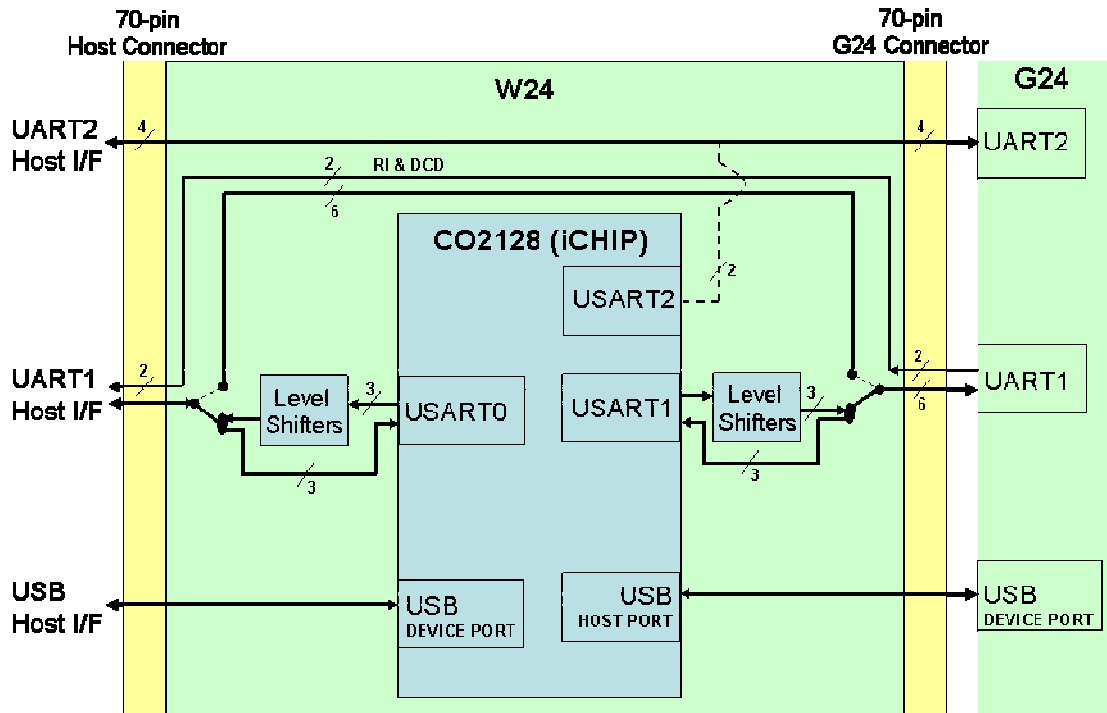 70-pin
Host Connector
70-pin
G24 Connector
W24
G24
UART2
Host I/F
4
4
UART2
2
RI & DCD
6
CO2128 (iCHIP)
2
USART2
UART1
Host I/F
2
Level
Shifters
3
USART0
USART1
Level
Shifters
3
2
UART1
6
3
3
USB
Host I/F
USB
DEVICE PORT
USB
HOST PORT
USB
DEVICE PORT